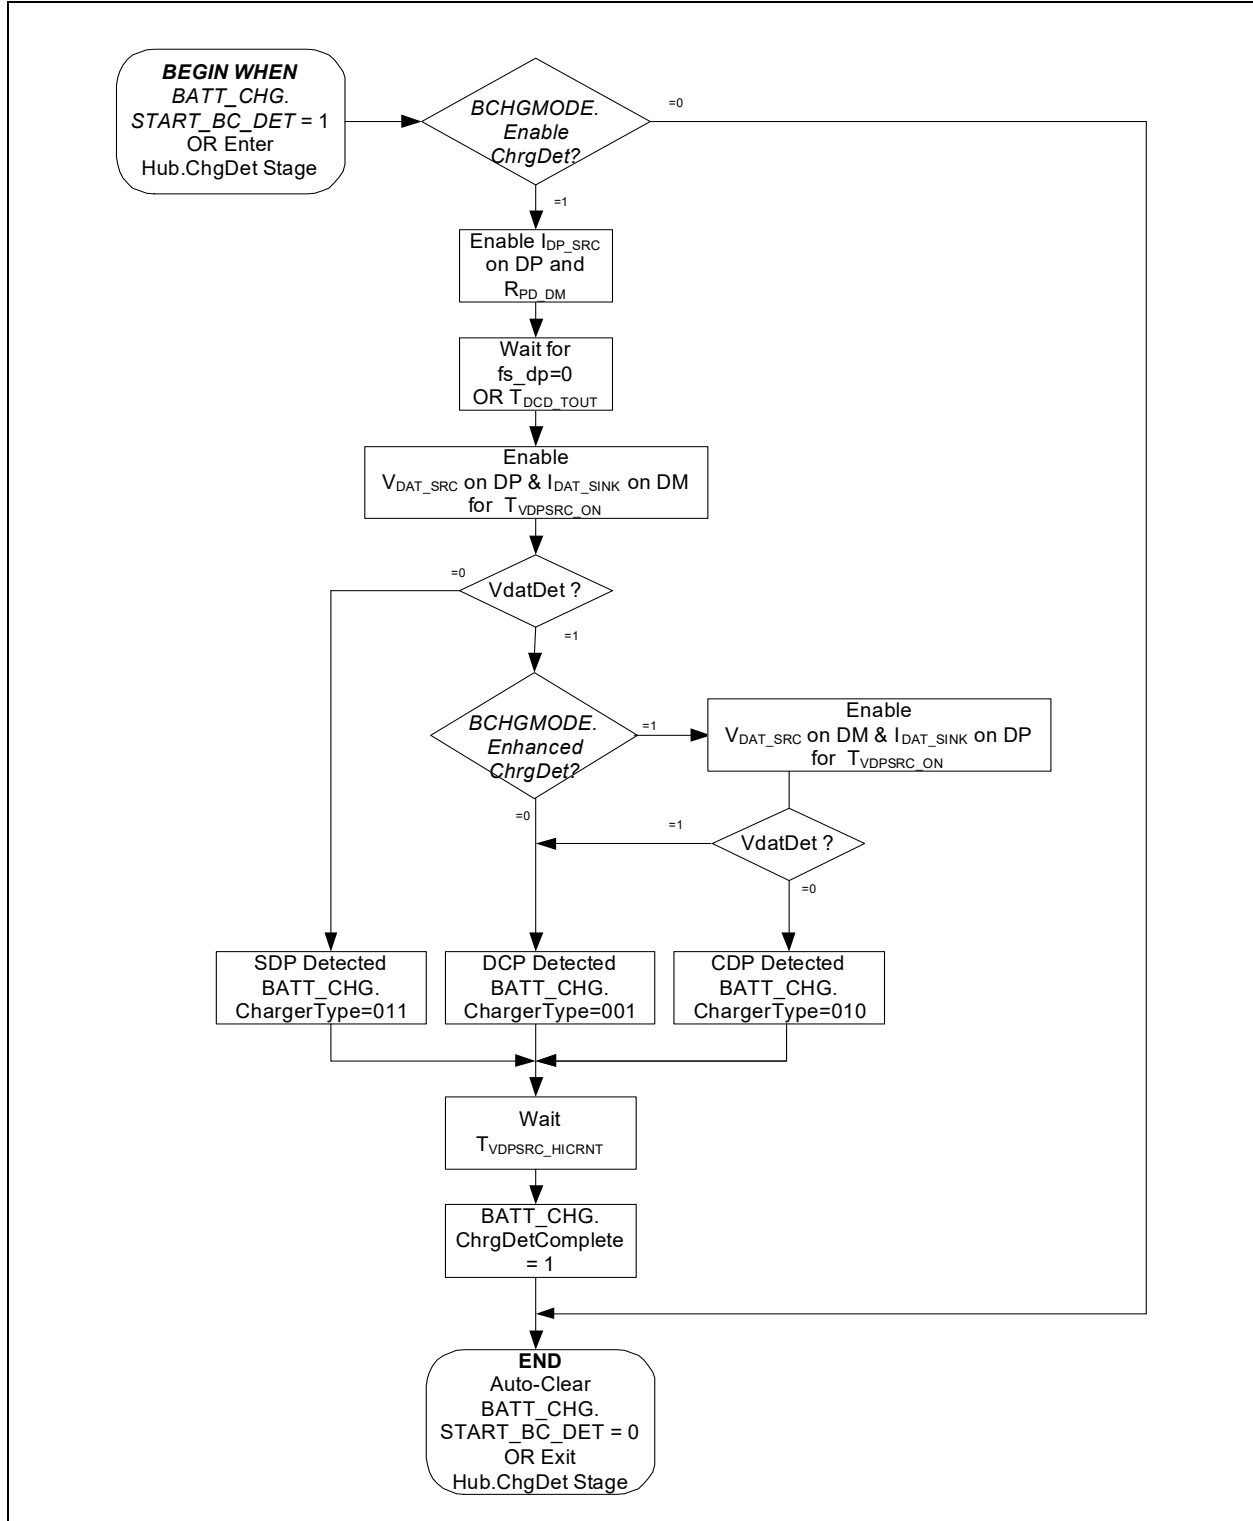 BEGIN WHEN
BATT_CHG.
START_BC_DET = 1
OR Enter
Hub.ChgDet Stage
BCHGMODE.
Enable
ChrgDet?
=0
=1
Enable IDP_SRC
on DP and
RPD_DM
Wait for
fs_dp=0
OR TDCD_TOUT
Enable
VDAT_SRC on DP & IDAT_SINK on DM
for TVDPSRC_ON
=0
VdatDet ?
=1
BCHGMODE.
Enhanced
ChrgDet?
=1
Enable
VDAT_SRC on DM & IDAT_SINK on DP
for TVDPSRC_ON
=0
=1
VdatDet ?
=0
SDP Detected
BATT_CHG.
ChargerType=011
DCP Detected
BATT_CHG.
ChargerType=001
CDP Detected
BATT_CHG.
ChargerType=010
Wait
TVDPSRC_HICRNT
BATT_CHG.
ChrgDetComplete
= 1
END
Auto-Clear
BATT_CHG.
START_BC_DET = 0
OR Exit
Hub.ChgDet Stage